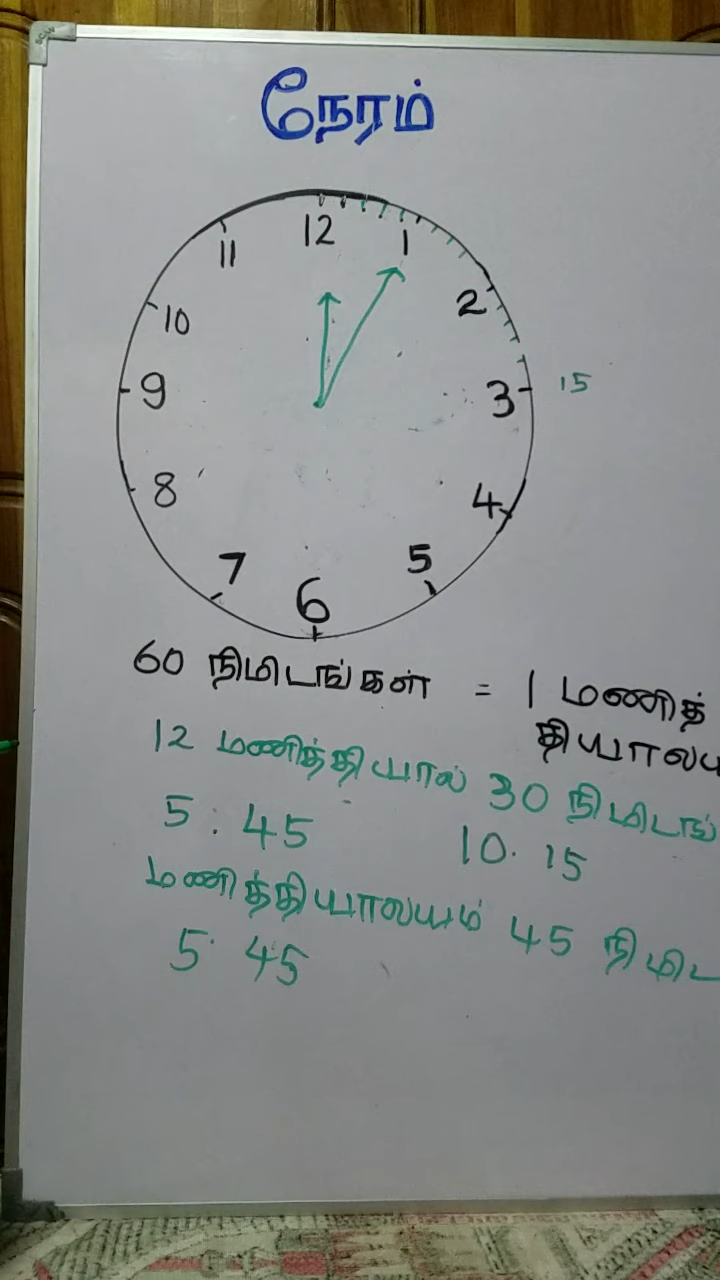 நேரம்
12
11 1
10 2
9 3 15
8 4
7 5
6
60 நிமிடங்கள் = 1 மணித்
தியாலய
12 மணித்தியால 30 நிமிடங்
5 : 45 10. 15
மணித்தியாலயம் 45 நிமிட
5. 45